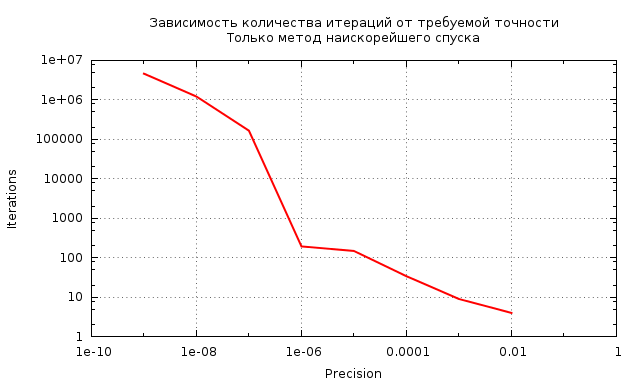 Зависимость количества итераций от требуемой точности
Только метод наискорейшего спуска
1e+07
1e+06
100000
10000
1000
100
10
1
Iterations
1e-10 1e-08 1e-06 0.0001 0.01 1
Precision